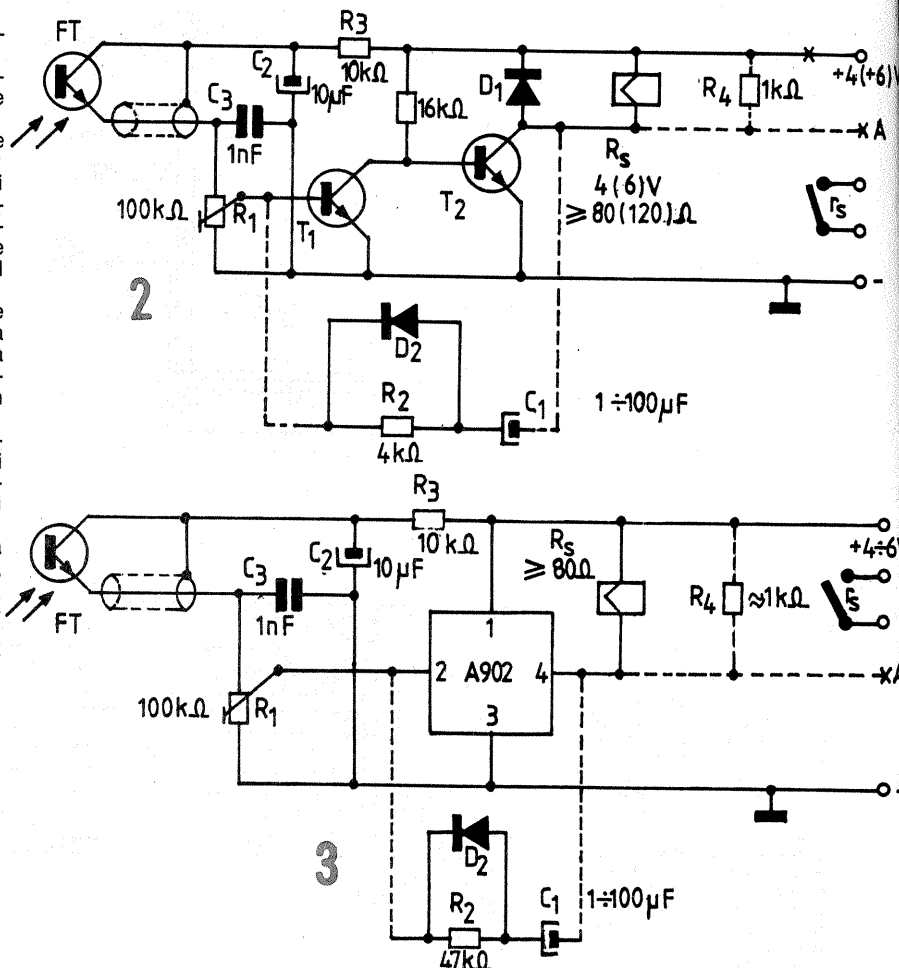 FT
R3
10kΩ
C2
10µF
C3
1nF
16kΩ
D1
R4
1kΩ
+4(+6)V
A
100kΩ
R1
T1
T2
Rs
4(6)V
≥80(120)Ω
rs
-
2
D2
R2
4kΩ
C1
1÷100µF
R3
10kΩ
FT
C3
1nF
C2
10µF
Rs
≥80Ω
R4
≈1kΩ
+4÷6V
rs
1
2
A902
4
3
A
100kΩ
R1
-
3
D2
R2
47kΩ
C1
1÷100µF